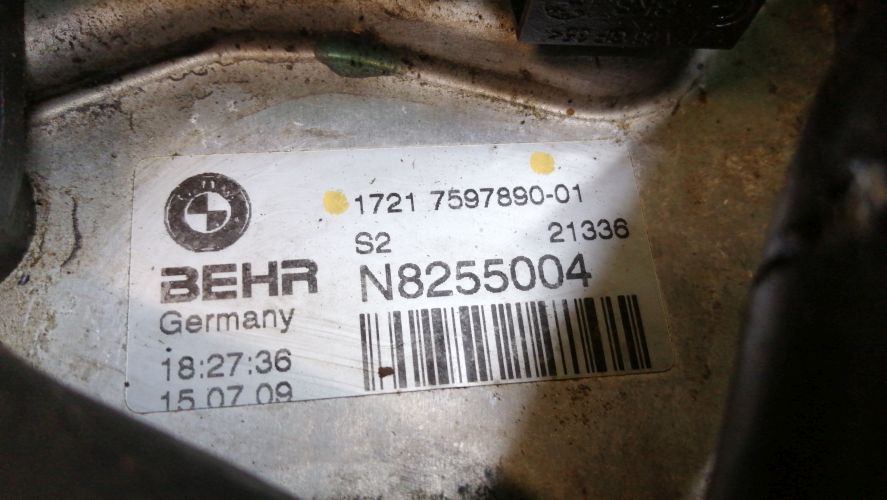 1721 7597890-01
S2 21336
BEHR N8255004
Germany
18:27:36
15.07.09